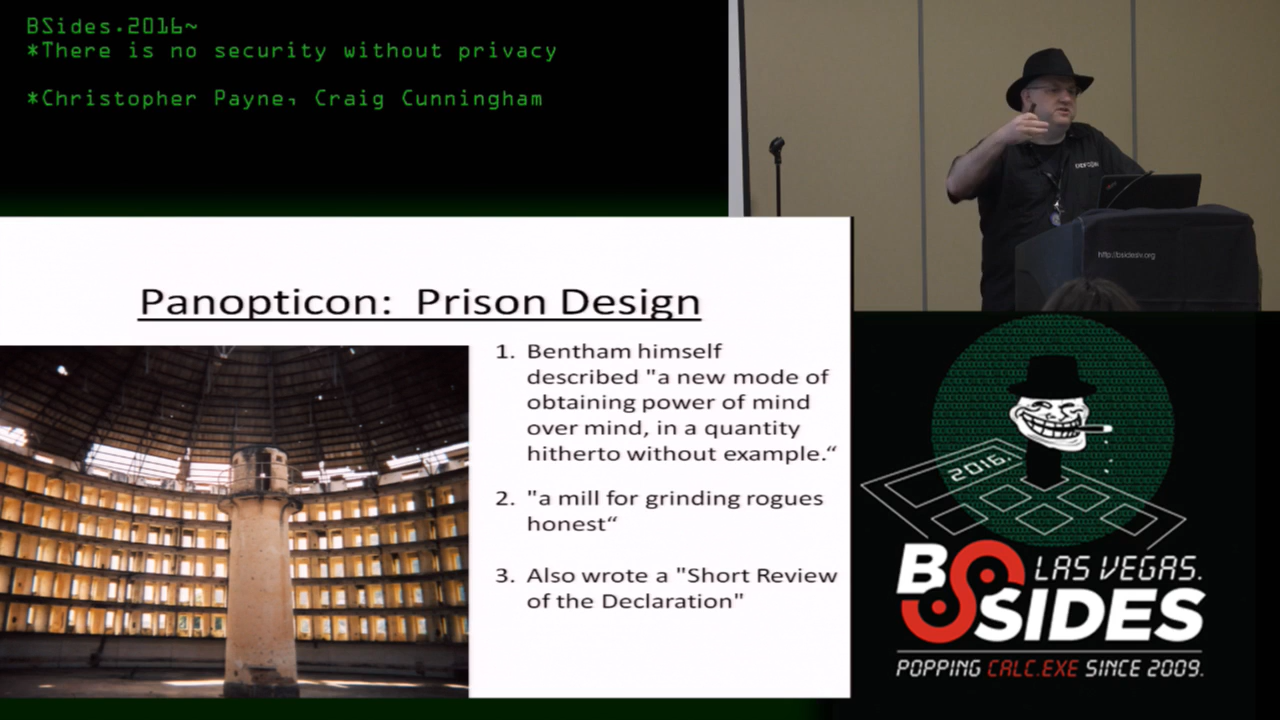 BSides.2016~
*There is no security without privacy
*Christopher Payne, Craig Cunningham
Panopticon: Prison Design
1. Bentham himself
described "a new mode of
obtaining power of mind
over mind, in a quantity
hitherto without example.“
2. "a mill for grinding rogues
honest“
3. Also wrote a "Short Review
of the Declaration"
http://bsideslv.org
2016.
BSIDES
LAS VEGAS.
POPPING CALC.EXE SINCE 2009.